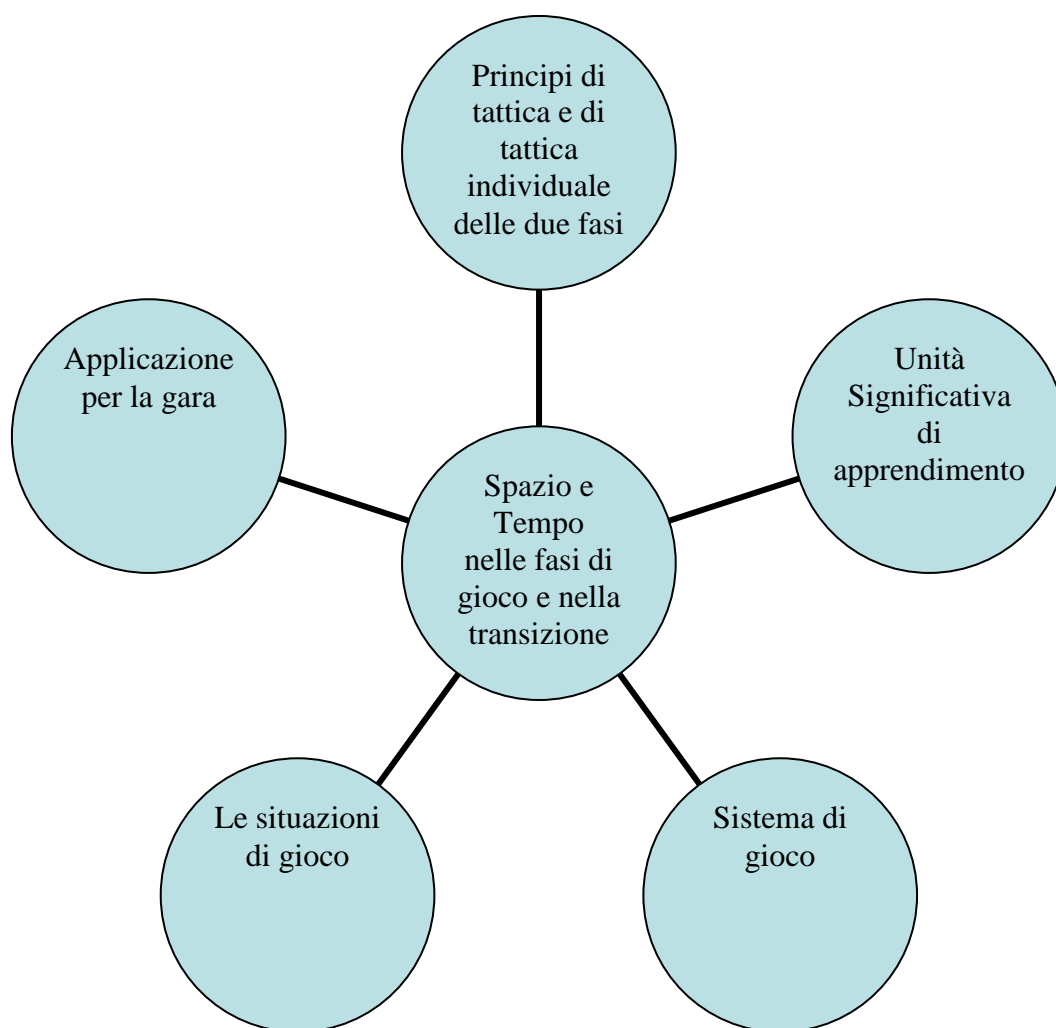 Principi di
tattica e di
tattica
individuale
delle due fasi
Applicazione
per la gara
Unità
Significativa
di
apprendimento
Spazio e
Tempo
nelle fasi di
gioco e nella
transizione
Le situazioni
di gioco
Sistema di
gioco